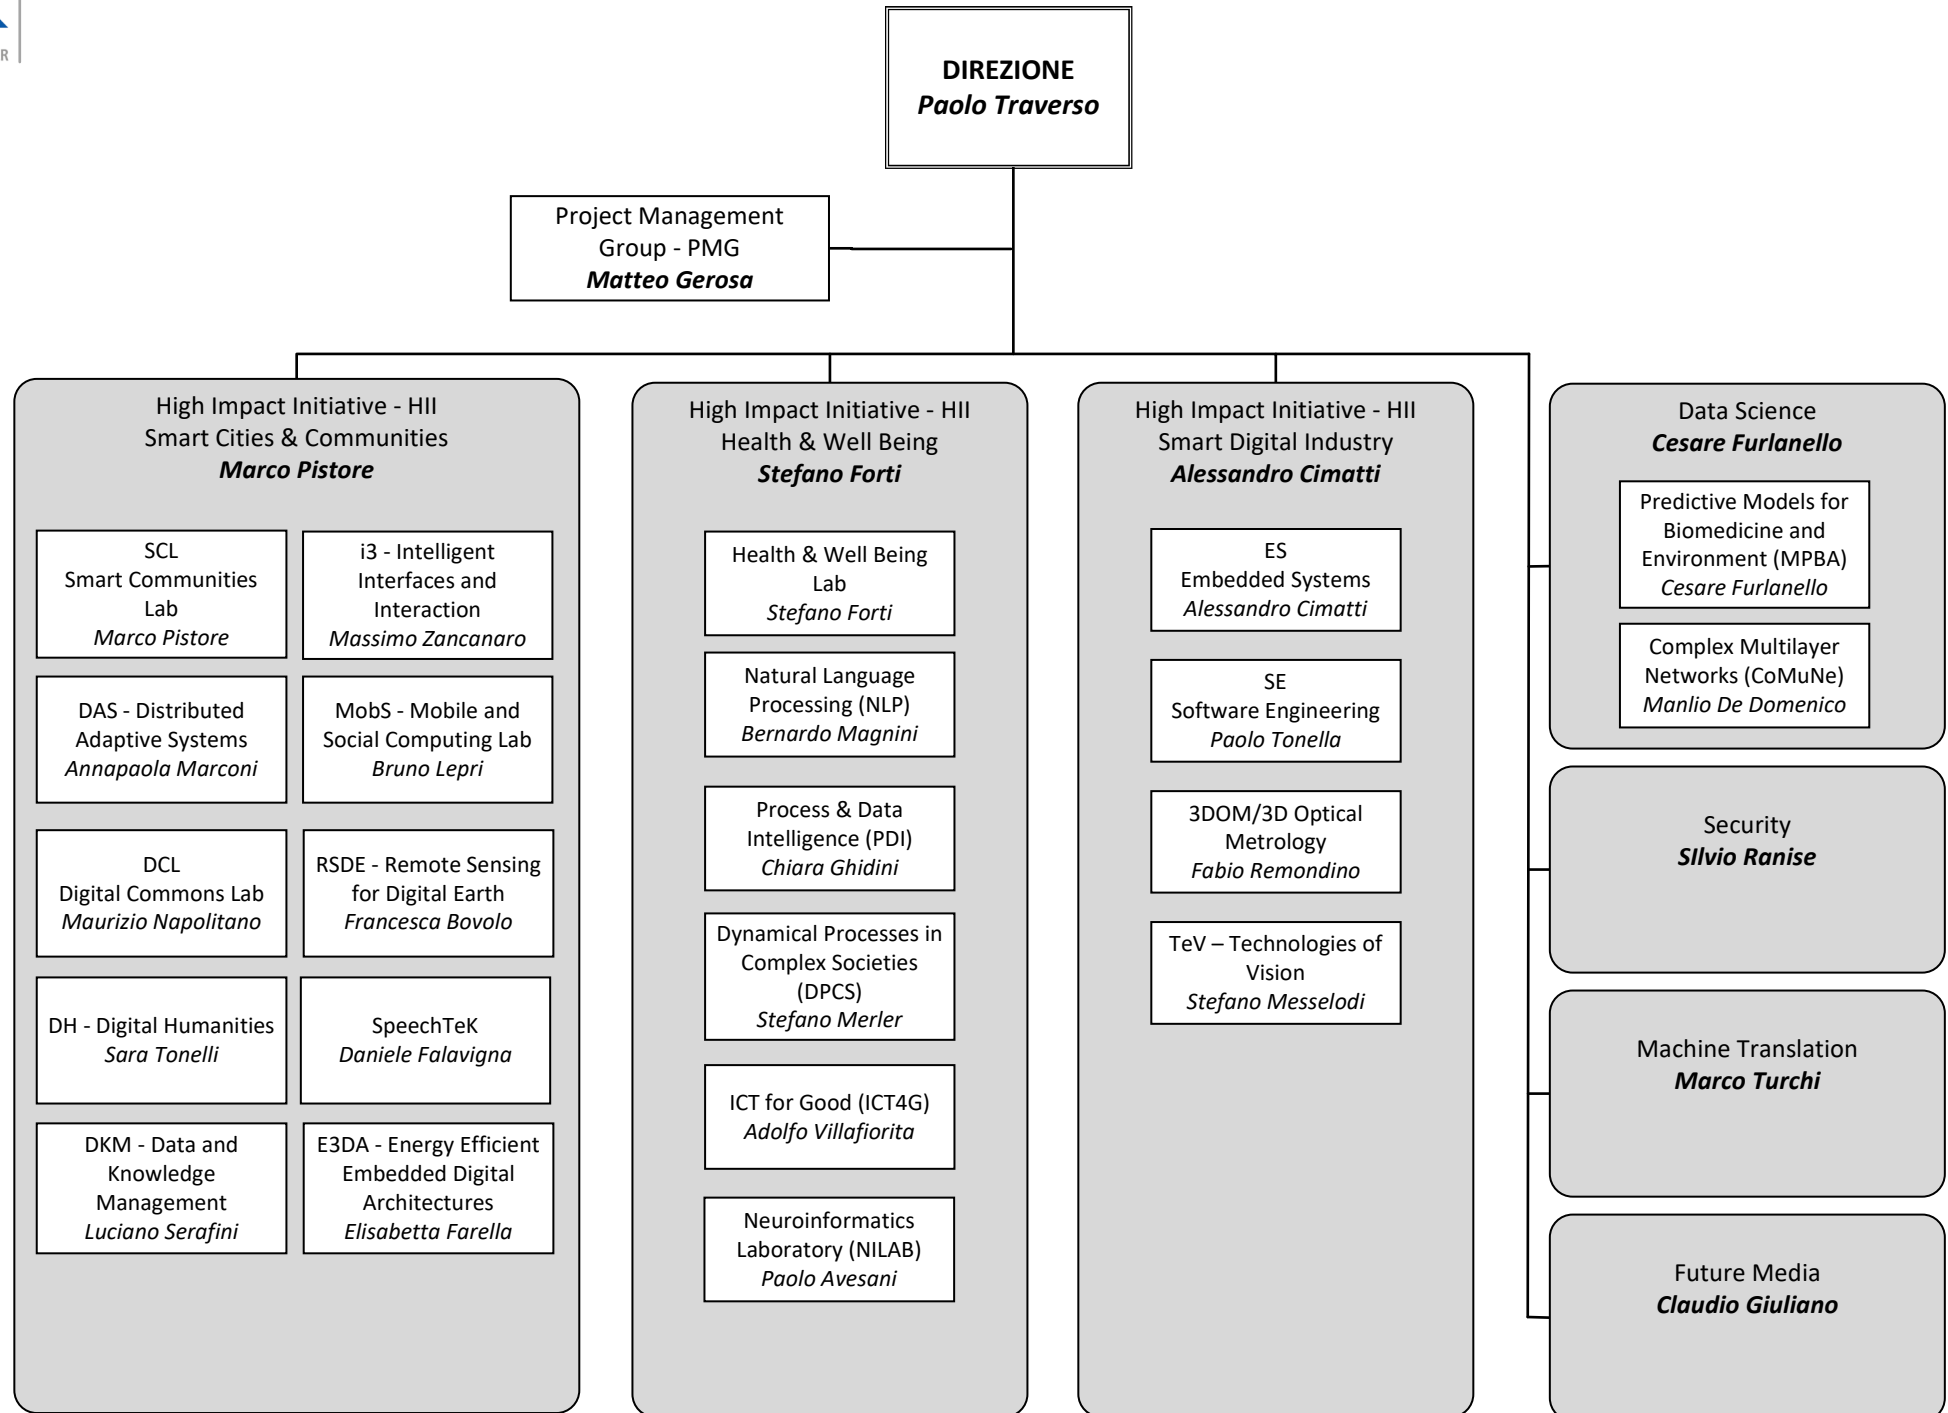 R
DIREZIONE
Paolo Traverso
Project Management
Group - PMG
Matteo Gerosa
High Impact Initiative - HII
Smart Cities & Communities
Marco Pistore
SCL
Smart Communities
Lab
Marco Pistore
i3 - Intelligent
Interfaces and
Interaction
Massimo Zancanaro
DAS - Distributed
Adaptive Systems
Annapaola Marconi
MobS - Mobile and
Social Computing Lab
Bruno Lepri
DCL
Digital Commons Lab
Maurizio Napolitano
RSDE - Remote Sensing
for Digital Earth
Francesca Bovolo
DH - Digital Humanities
Sara Tonelli
SpeechTeK
Daniele Falavigna
DKM - Data and
Knowledge
Management
Luciano Serafini
E3DA - Energy Efficient
Embedded Digital
Architectures
Elisabetta Farella
High Impact Initiative - HII
Health & Well Being
Stefano Forti
Health & Well Being
Lab
Stefano Forti
Natural Language
Processing (NLP)
Bernardo Magnini
Process & Data
Intelligence (PDI)
Chiara Ghidini
Dynamical Processes in
Complex Societies
(DPCS)
Stefano Merler
ICT for Good (ICT4G)
Adolfo Villafiorita
Neuroinformatics
Laboratory (NILAB)
Paolo Avesani
High Impact Initiative - HII
Smart Digital Industry
Alessandro Cimatti
ES
Embedded Systems
Alessandro Cimatti
SE
Software Engineering
Paolo Tonella
3DOM/3D Optical
Metrology
Fabio Remondino
TeV – Technologies of
Vision
Stefano Messelodi
Data Science
Cesare Furlanello
Predictive Models for
Biomedicine and
Environment (MPBA)
Cesare Furlanello
Complex Multilayer
Networks (CoMuNe)
Manlio De Domenico
Security
SIlvio Ranise
Machine Translation
Marco Turchi
Future Media
Claudio Giuliano